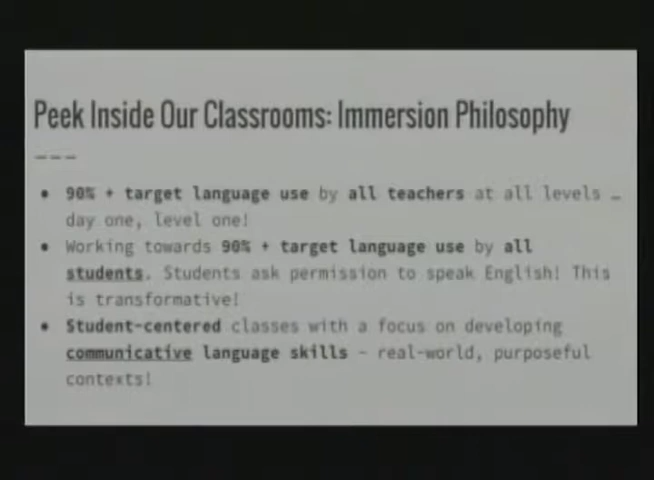 Peek Inside Our Classrooms: Immersion Philosophy
---
• 90% + target language use by all teachers at all levels –
day one, level one!
• Working towards 90% + target language use by all
students. Students ask permission to speak English! This
is transformative!
• Student-centered classes with a focus on developing
communicative language skills - real-world, purposeful
contexts!